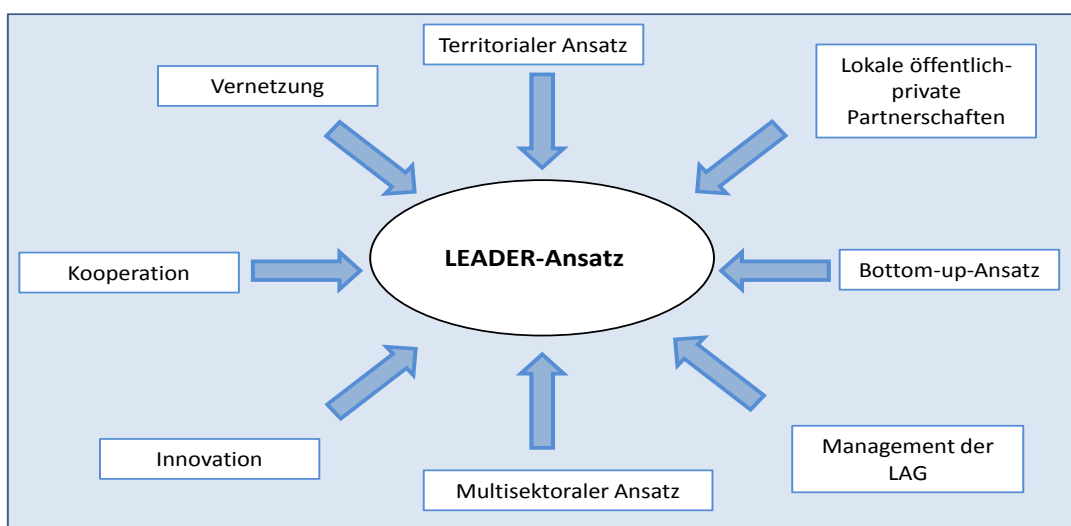 Territorialer Ansatz
Vernetzung
Lokale öffentlich-
private
Partnerschaften
LEADER-Ansatz
Kooperation
Bottom-up-Ansatz
Innovation
Multisektoraler Ansatz
Management der
LAG